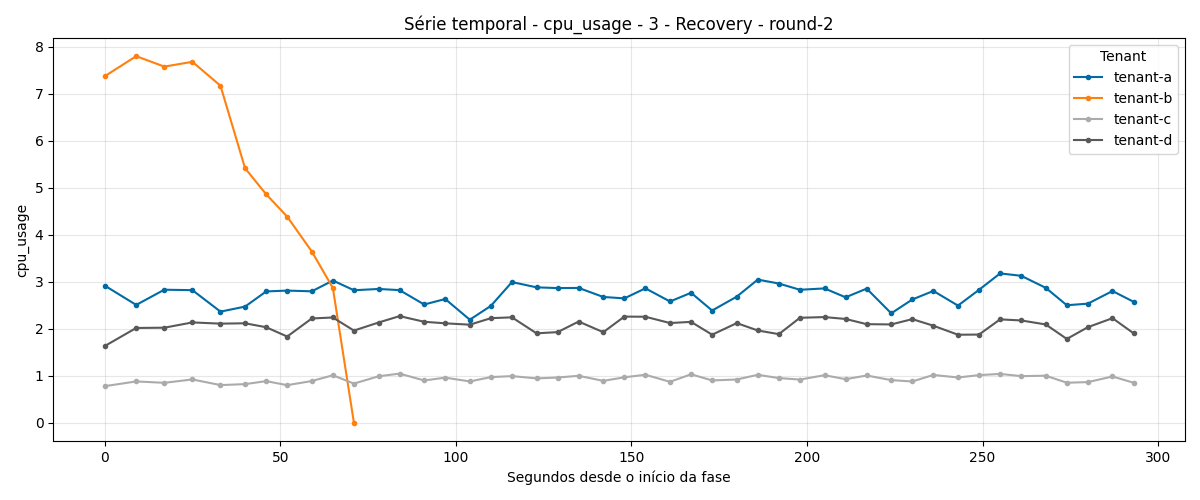 Série temporal - cpu_usage - 3 - Recovery - round-2
cpu_usage
8
7
6
5
4
3
2
1
0
0 50 100 150 200 250 300
Segundos desde o início da fase
Tenant
tenant-a
tenant-b
tenant-c
tenant-d